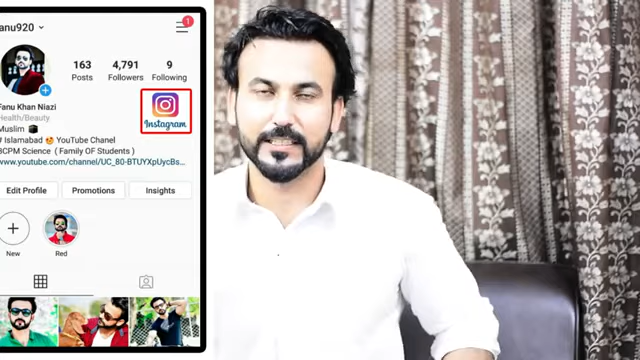 anu920
1
163 4,791 9
Posts Followers Following
Fanu Khan Niazi
Health/Beauty
Instagram
Muslim
# Islamabad YouTube Chanel
BCPM Science ( Family OF Students )
www.youtube.com/channel/UC_80-BTUYXpUycBs...
Edit Profile Promotions Insights
New Red